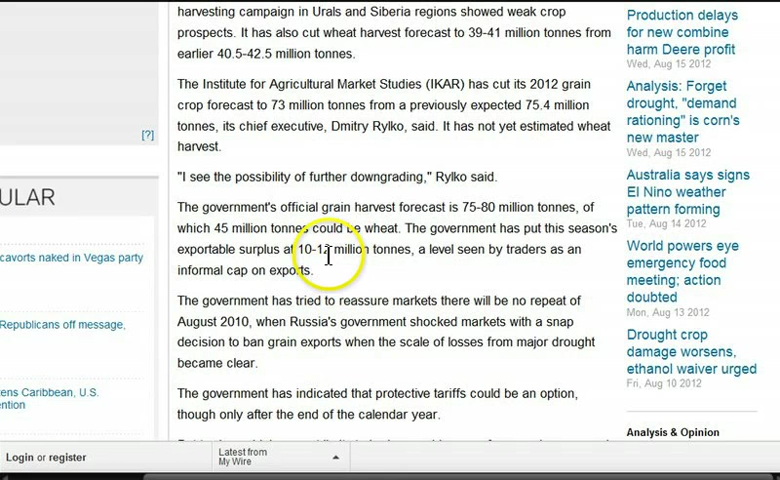 harvesting campaign in Urals and Siberia regions showed weak crop
prospects. It has also cut wheat harvest forecast to 39-41 million tonnes from
earlier 40.5-42.5 million tonnes.
The Institute for Agricultural Market Studies (IKAR) has cut its 2012 grain
crop forecast to 73 million tonnes from a previously expected 75.4 million
tonnes, its chief executive, Dmitry Rylko, said. It has not yet estimated wheat
harvest.
"I see the possibility of further downgrading," Rylko said.
The government's official grain harvest forecast is 75-80 million tonnes, of
which 45 million tonnes could be wheat. The government has put this season's
exportable surplus at million tonnes, a level seen by traders as an
informal cap on exports.
The government has tried to reassure markets there will be no repeat of
August 2010, when Russia's government shocked markets with a snap
decision to ban grain exports when the scale of losses from major drought
became clear.
The government has indicated that protective tariffs could be an option,
though only after the end of the calendar year.
[?]
ULAR
cavorts naked in Vegas party
Republicans off message,
ens Caribbean, U.S.
ention
Production delays
for new combine
harm Deere profit
Wed, Aug 15 2012
Analysis: Forget
drought, "demand
rationing" is corn's
new master
Wed, Aug 15 2012
Australia says signs
El Nino weather
pattern forming
Tue, Aug 14 2012
World powers eye
emergency food
meeting; action
doubted
Mon, Aug 13 2012
Drought crop
damage worsens,
ethanol waiver urged
Fri, Aug 10 2012
Analysis & Opinion
Login or register
Latest from
My Wire